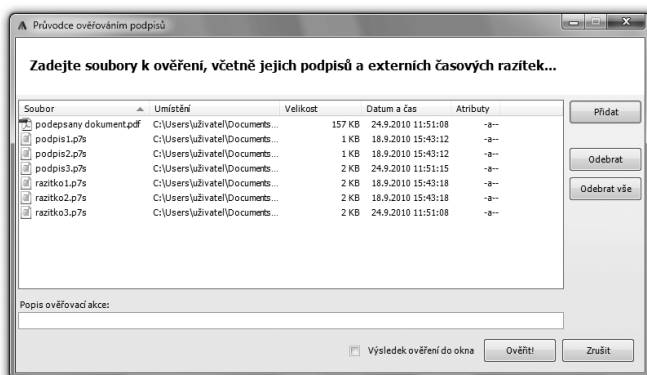 Průvodce ověřováním podpisů
Zadejte soubory k ověření, včetně jejich podpisů a externích časových razítek...
Soubor Umístění Velikost Datum a čas Atributy
podepsany dokument.pdf C:\Users\uživatel\Documents... 157 KB 24.9.2010 11:51:08 -a--
podpis1.p7s C:\Users\uživatel\Documents... 1 KB 18.9.2010 15:43:12 -a--
podpis2.p7s C:\Users\uživatel\Documents... 1 KB 18.9.2010 15:43:12 -a--
podpis3.p7s C:\Users\uživatel\Documents... 2 KB 24.9.2010 11:51:15 -a--
razitko1.p7s C:\Users\uživatel\Documents... 2 KB 18.9.2010 15:43:18 -a--
razitko2.p7s C:\Users\uživatel\Documents... 2 KB 18.9.2010 15:43:18 -a--
razitko3.p7s C:\Users\uživatel\Documents... 2 KB 24.9.2010 11:51:08 -a--
Přidat
Odebrat
Odebrat vše
Popis ověřovací akce:
Výsledek ověření do okna Ověřit! Zrušit